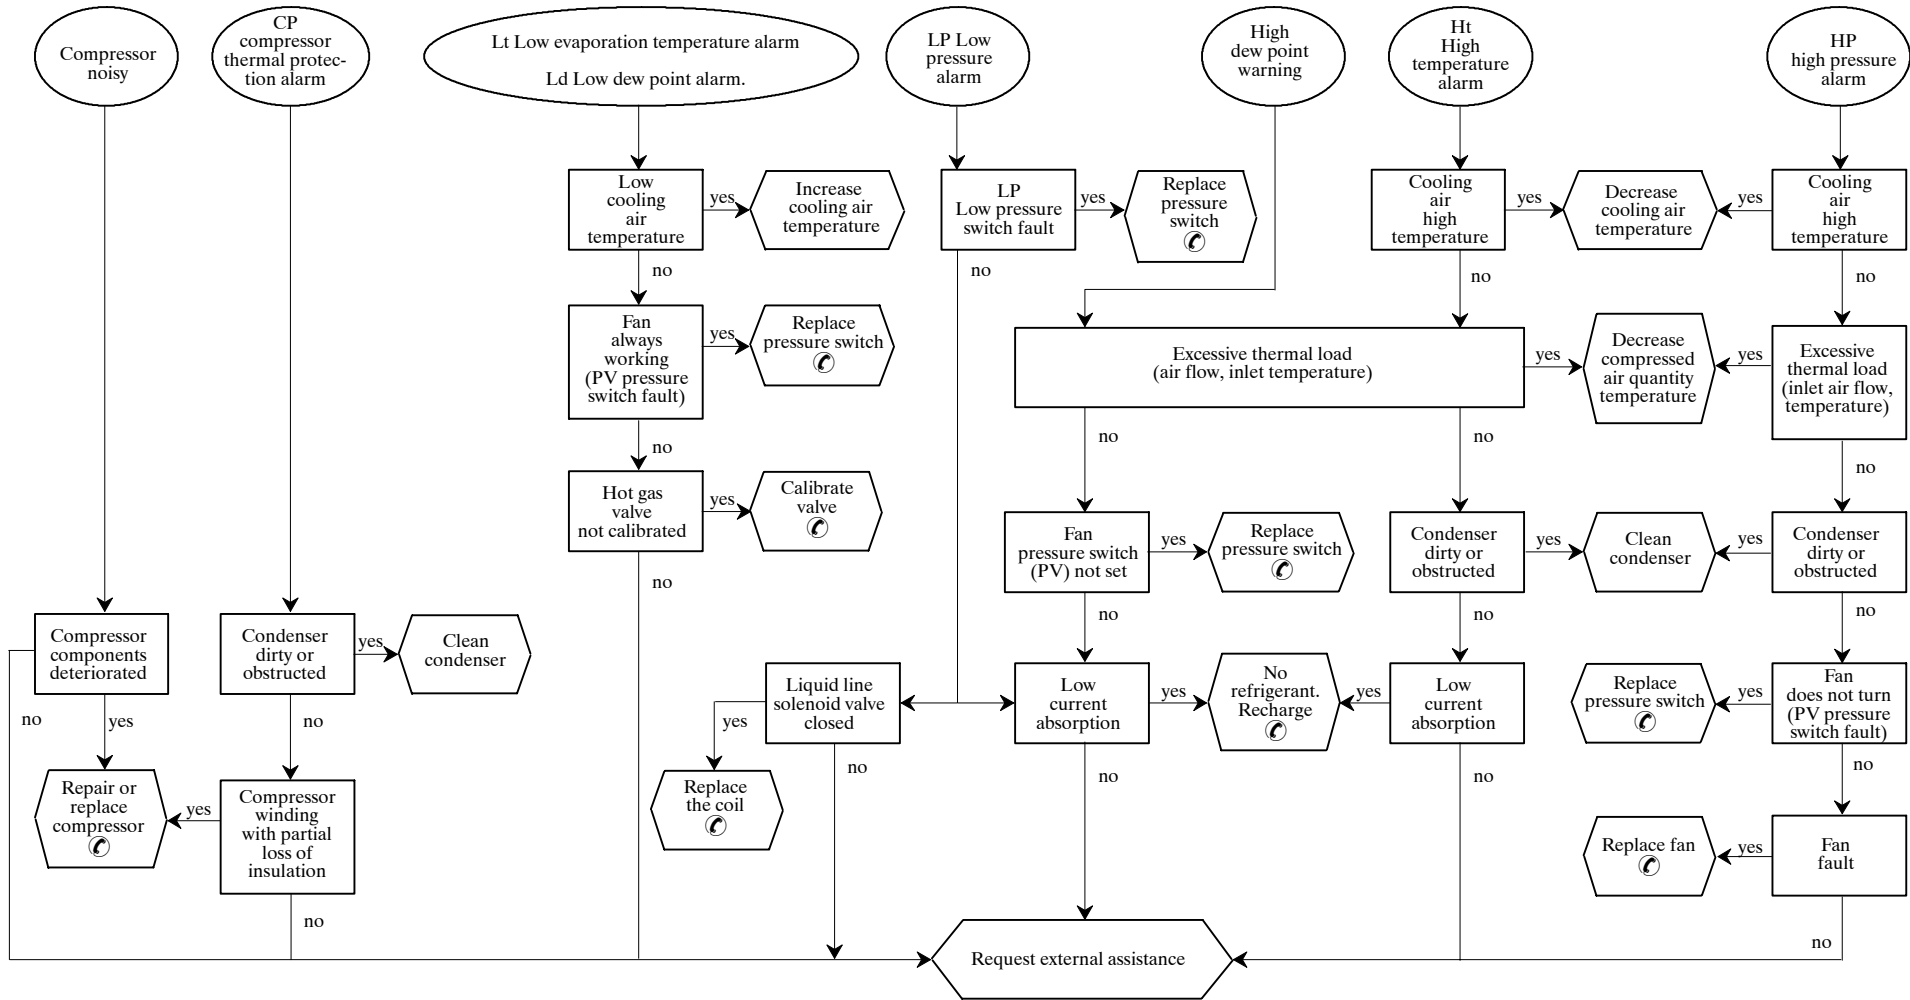 Compressor
noisy
CP
compressor
thermal protec-
tion alarm
Lt Low evaporation temperature alarm
Ld Low dew point alarm.
LP Low
pressure
alarm
High
dew point
warning
Ht
High
temperature
alarm
HP
high pressure
alarm
Low
cooling
air
temperature
yes
Increase
cooling air
temperature
LP
Low pressure
switch fault
yes
Replace
pressure
switch
Cooling
air
high
temperature
yes
Decrease
cooling air
temperature
yes
Cooling
air
high
temperature
no
no
no
no
Fan
always
working
(PV pressure
switch fault)
yes
Replace
pressure switch
Excessive thermal load
(air flow, inlet temperature)
yes
Decrease
compressed
air quantity
temperature
yes
Excessive
thermal load
(inlet air flow,
temperature)
no
no
no
no
Hot gas
valve
not calibrated
yes
Calibrate
valve
Fan
pressure switch
(PV) not set
yes
Replace
pressure switch
Condenser
dirty or
obstructed
yes
Clean
condenser
yes
Condenser
dirty or
obstructed
no
no
no
no
Compressor
components
deteriorated
Condenser
dirty or
obstructed
yes
Clean
condenser
Liquid line
solenoid valve
closed
Low
current
absorption
yes
No
refrigerant.
Recharge
yes
Low
current
absorption
Replace
pressure switch
yes
Fan
does not turn
(PV pressure
switch fault)
no
yes
no
yes
no
no
no
no
Repair or
replace
compressor
yes
Compressor
winding
with partial
loss of
insulation
Replace
the coil
Replace fan
yes
Fan
fault
no
no
Request external assistance